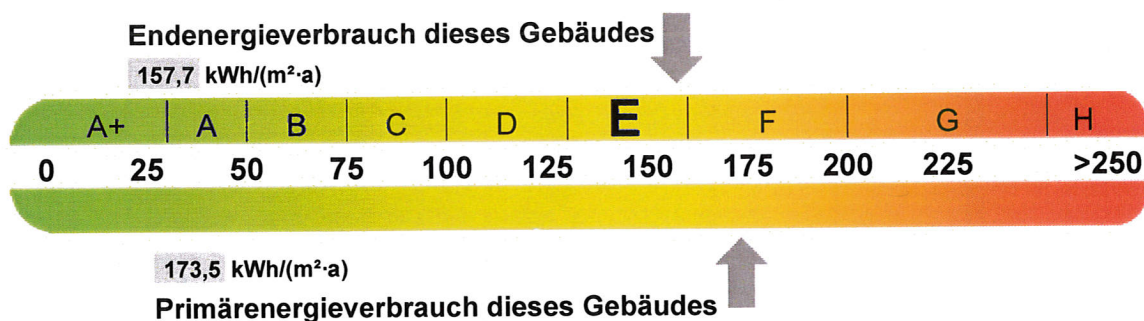 Endenergieverbrauch dieses Gebäudes
157,7 kWh/(m²·a)
A+ A B C D E F G H
0 25 50 75 100 125 150 175 200 225 >250
173,5 kWh/(m²·a)
Primärenergieverbrauch dieses Gebäudes